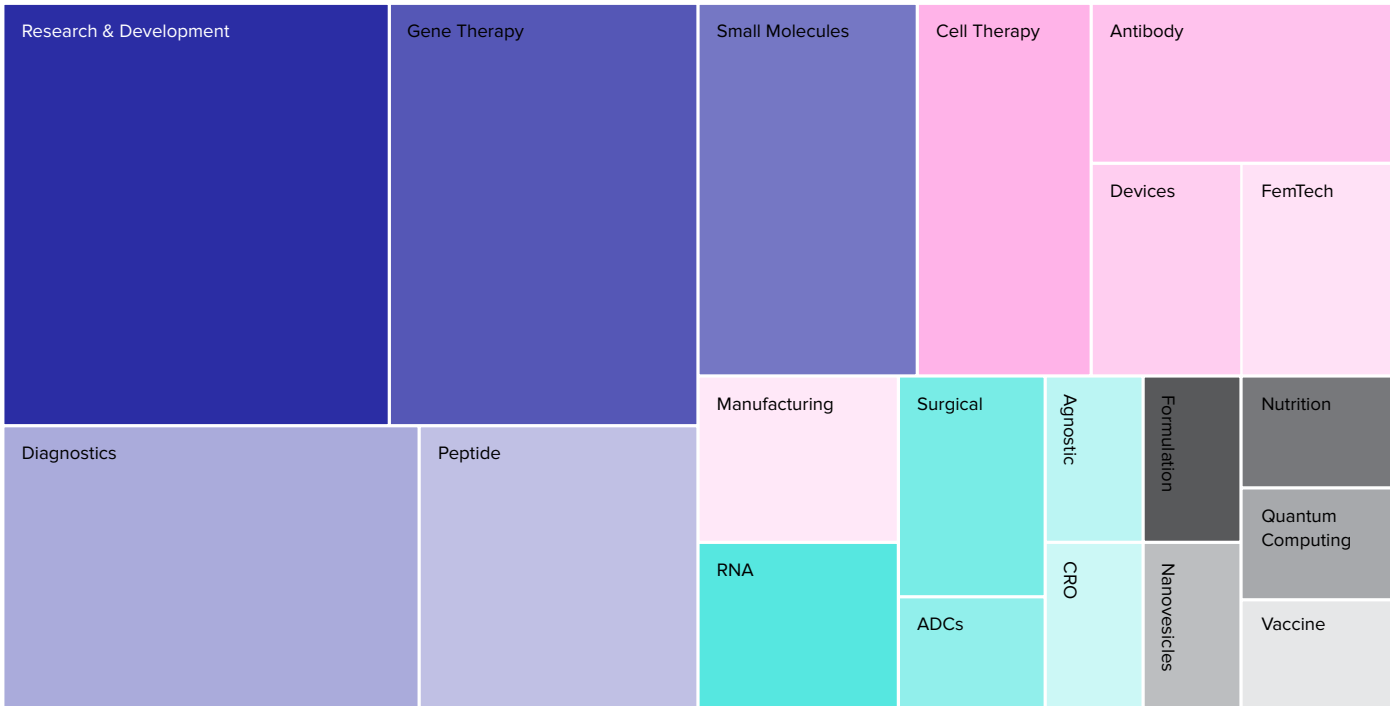 Research & Development
Gene Therapy
Small Molecules
Cell Therapy
Antibody
Devices
FemTech
Diagnostics
Peptide
Manufacturing
Surgical
Agnostic
Formulation
Nutrition
Quantum
Computing
RNA
ADCs
CRO
Nanovesicles
Vaccine